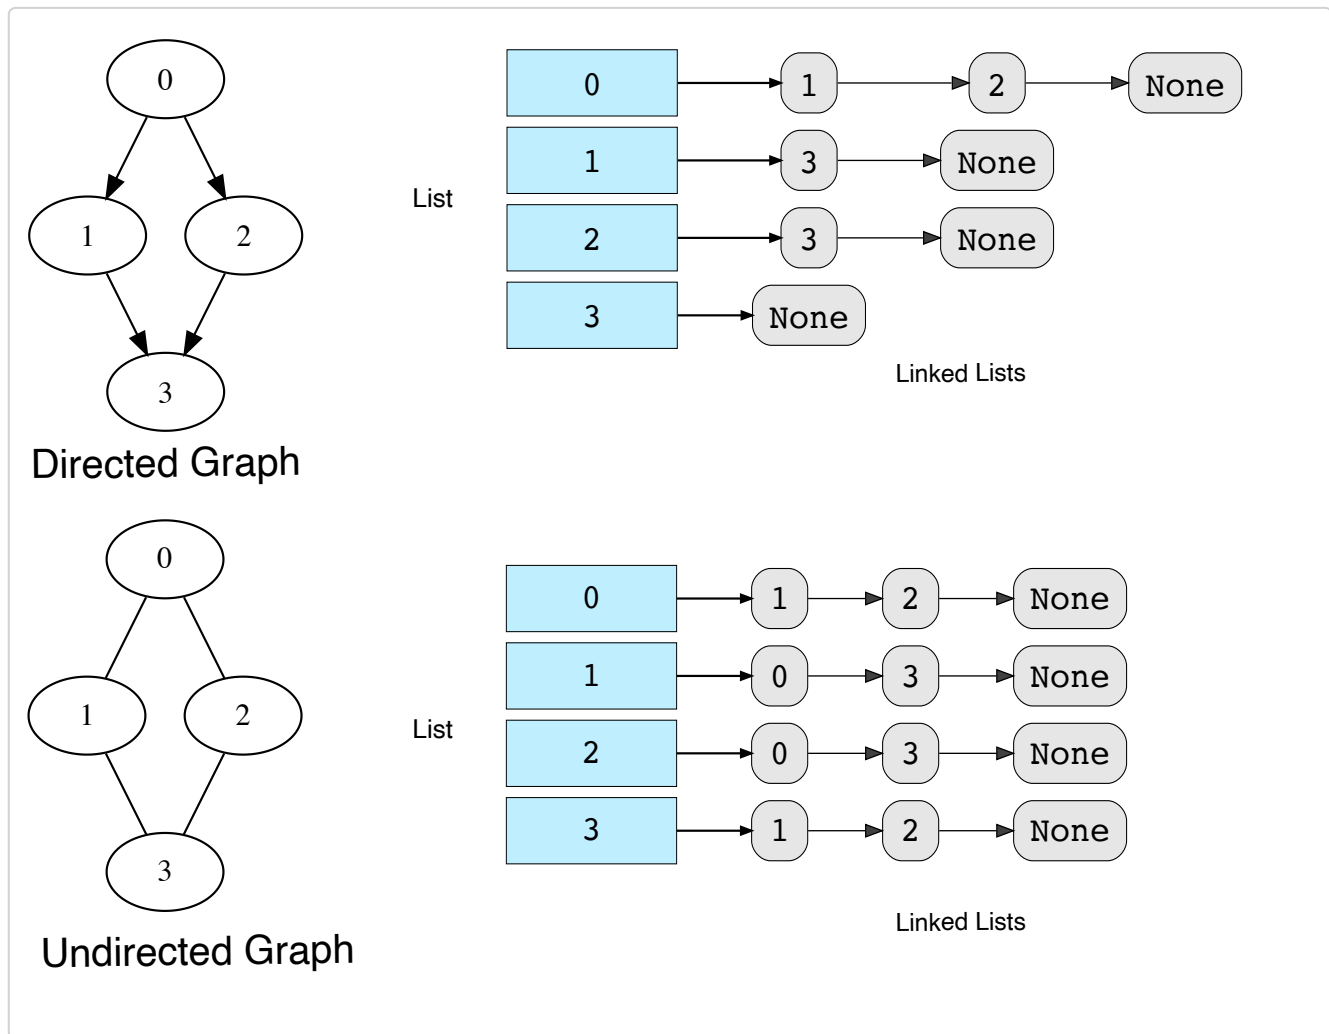 0
1 2
3
Directed Graph
List
0 1 2 None
1 3 None
2 3 None
3 None
Linked Lists
0
1 2
3
Undirected Graph
List
0 1 2 None
1 0 3 None
2 0 3 None
3 1 2 None
Linked Lists